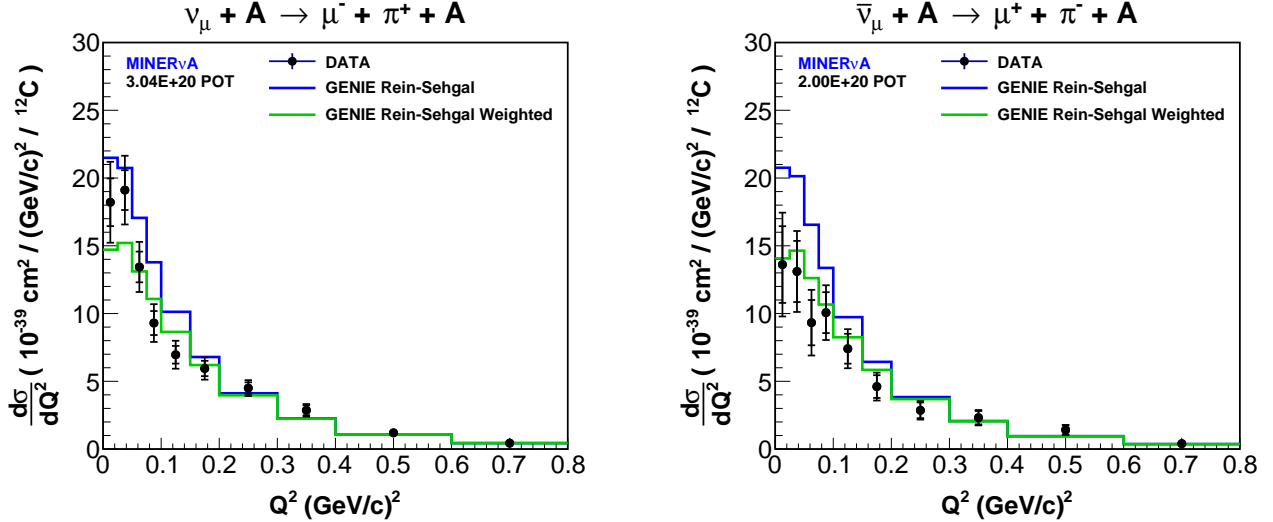 νμ + A → μ⁻ + π⁺ + A
MINERνA
3.04E+20 POT
DATA
GENIE Rein-Sehgal
GENIE Rein-Sehgal Weighted
dσ/dQ² ( 10⁻³⁹ cm² / (GeV/c)² / ¹²C )
30
25
20
15
10
5
0
0 0.1 0.2 0.3 0.4 0.5 0.6 0.7 0.8
Q² (GeV/c)²
ν̄μ + A → μ⁺ + π⁻ + A
MINERνA
2.00E+20 POT
DATA
GENIE Rein-Sehgal
GENIE Rein-Sehgal Weighted
dσ/dQ² ( 10⁻³⁹ cm² / (GeV/c)² / ¹²C )
30
25
20
15
10
5
0
0 0.1 0.2 0.3 0.4 0.5 0.6 0.7 0.8
Q² (GeV/c)²